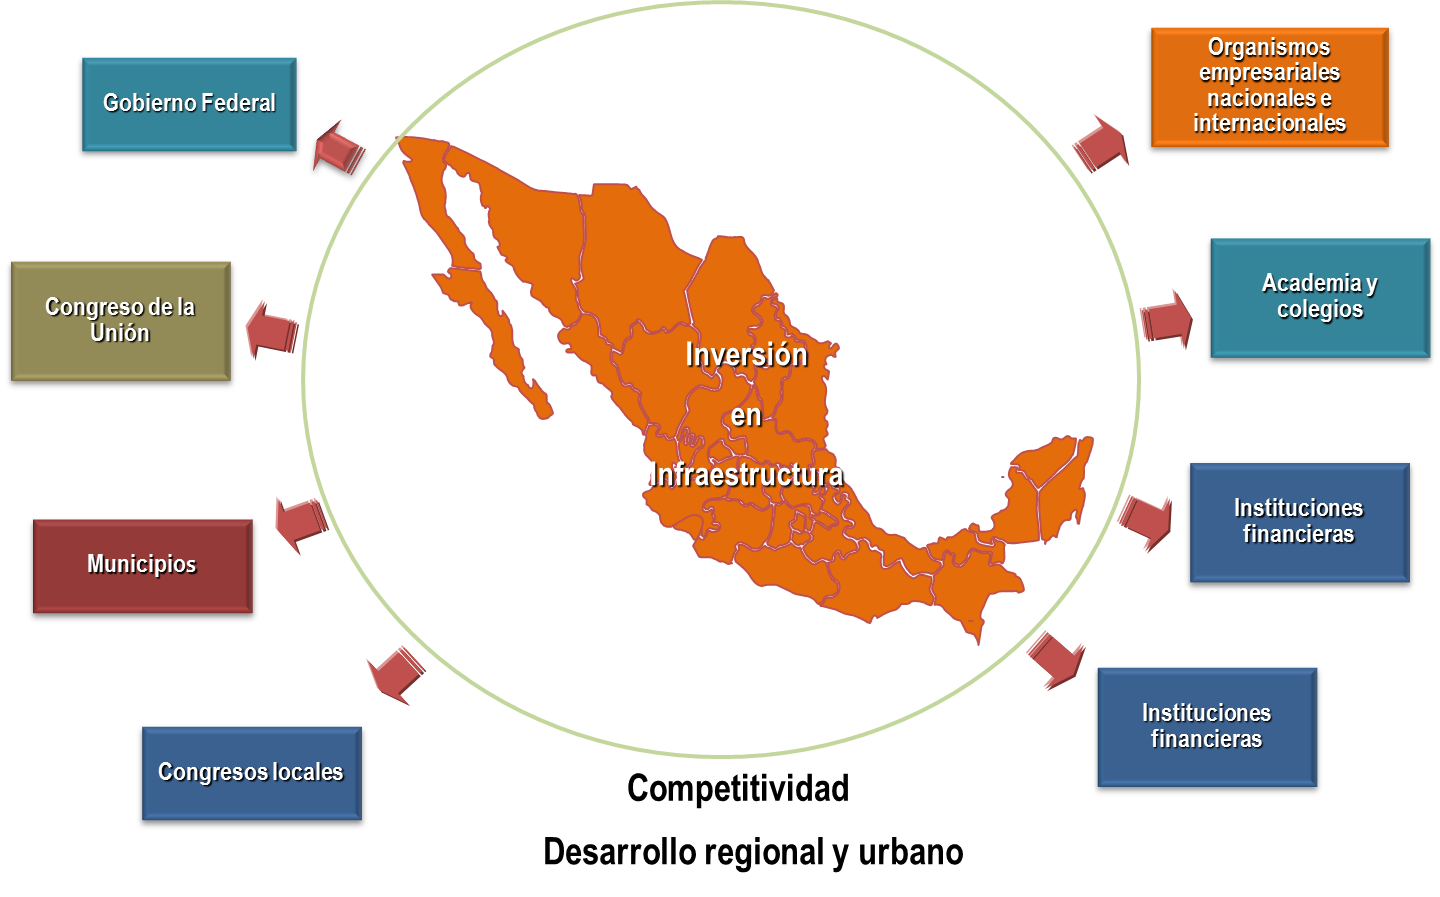 Gobierno Federal
Congreso de la
Unión
Municipios
Congresos locales
Inversión
en
Infraestructura
Organismos
empresariales
nacionales e
internacionales
Academia y
colegios
Instituciones
financieras
Instituciones
financieras
Competitividad
Desarrollo regional y urbano